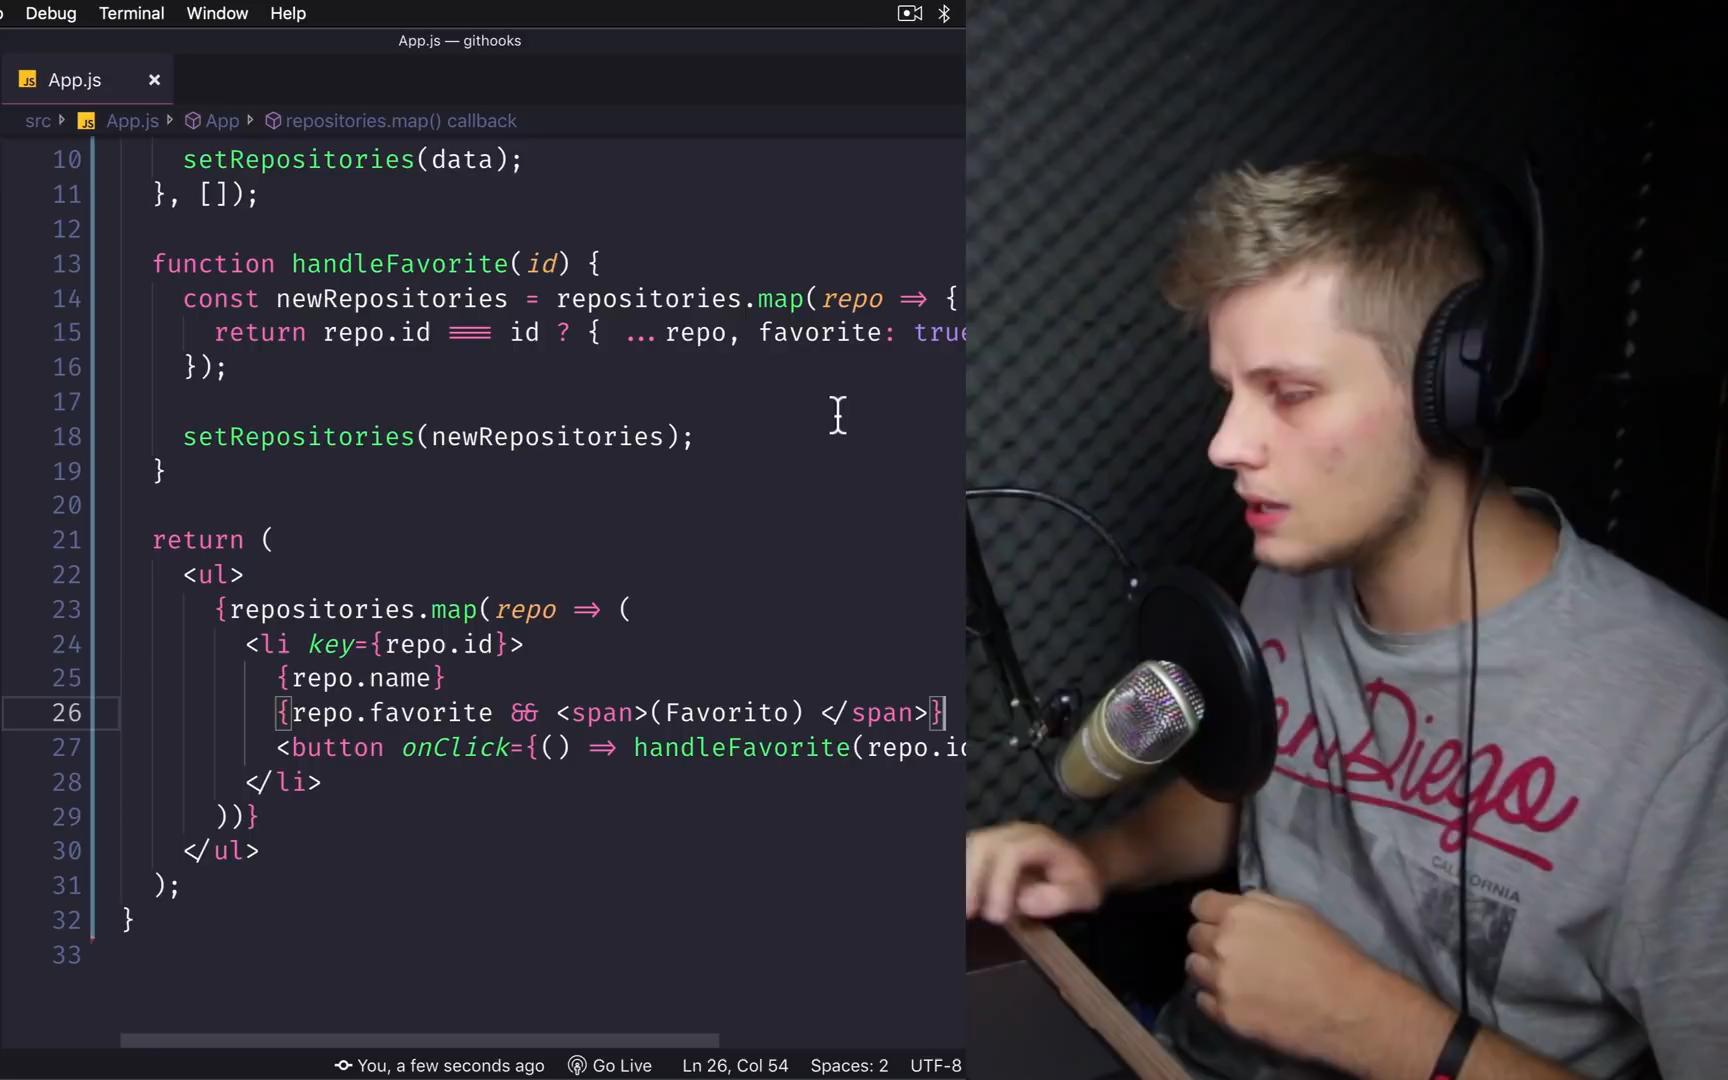 Debug Terminal Window Help
App.js — githooks
JS App.js ×
src JS App.js App repositories.map() callback
10 setRepositories(data);
11 }, []);
12
13 function handleFavorite(id) {
14 const newRepositories = repositories.map(repo => {
15 return repo.id === id ? { ...repo, favorite: true
16 });
17
18 setRepositories(newRepositories);
19 }
20
21 return (
22 <ul>
23 {repositories.map(repo => (
24 <li key={repo.id}>
25 {repo.name}
26 {repo.favorite && <span>(Favorito) </span>}
27 <button onClick={() => handleFavorite(repo.id
28 </li>
29 ))}
30 </ul>
31 );
32 }
33
You, a few seconds ago Go Live Ln 26, Col 54 Spaces: 2 UTF-8
San Diego
CALIFORNIA